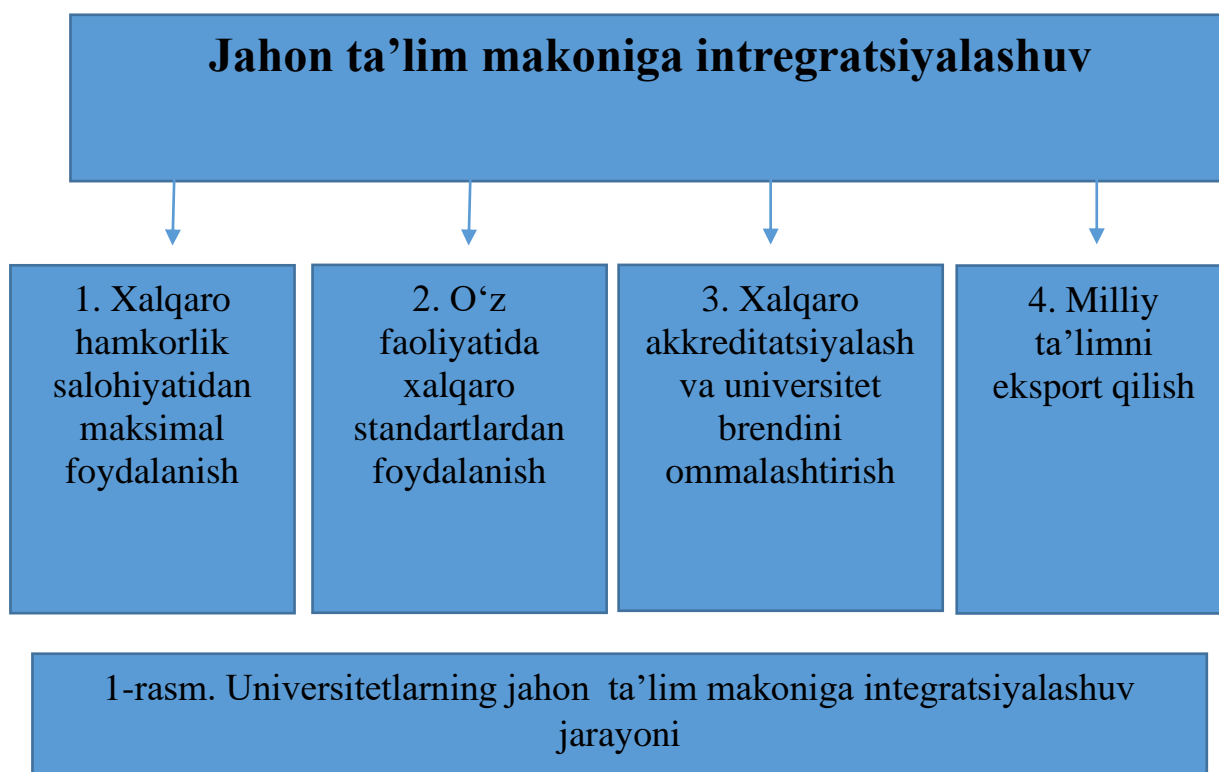 Jahon ta’lim makoniga intregratsiyalashuv
1. Xalqaro
hamkorlik
salohiyatidan
maksimal
foydalanish
2. O‘z
faoliyatida
xalqaro
standartlardan
foydalanish
3. Xalqaro
akkreditatsiyalash
va universitet
brendini
ommalashtirish
4. Milliy
ta’limni
eksport qilish
1-rasm. Universitetlarning jahon ta’lim makoniga integratsiyalashuv
jarayoni